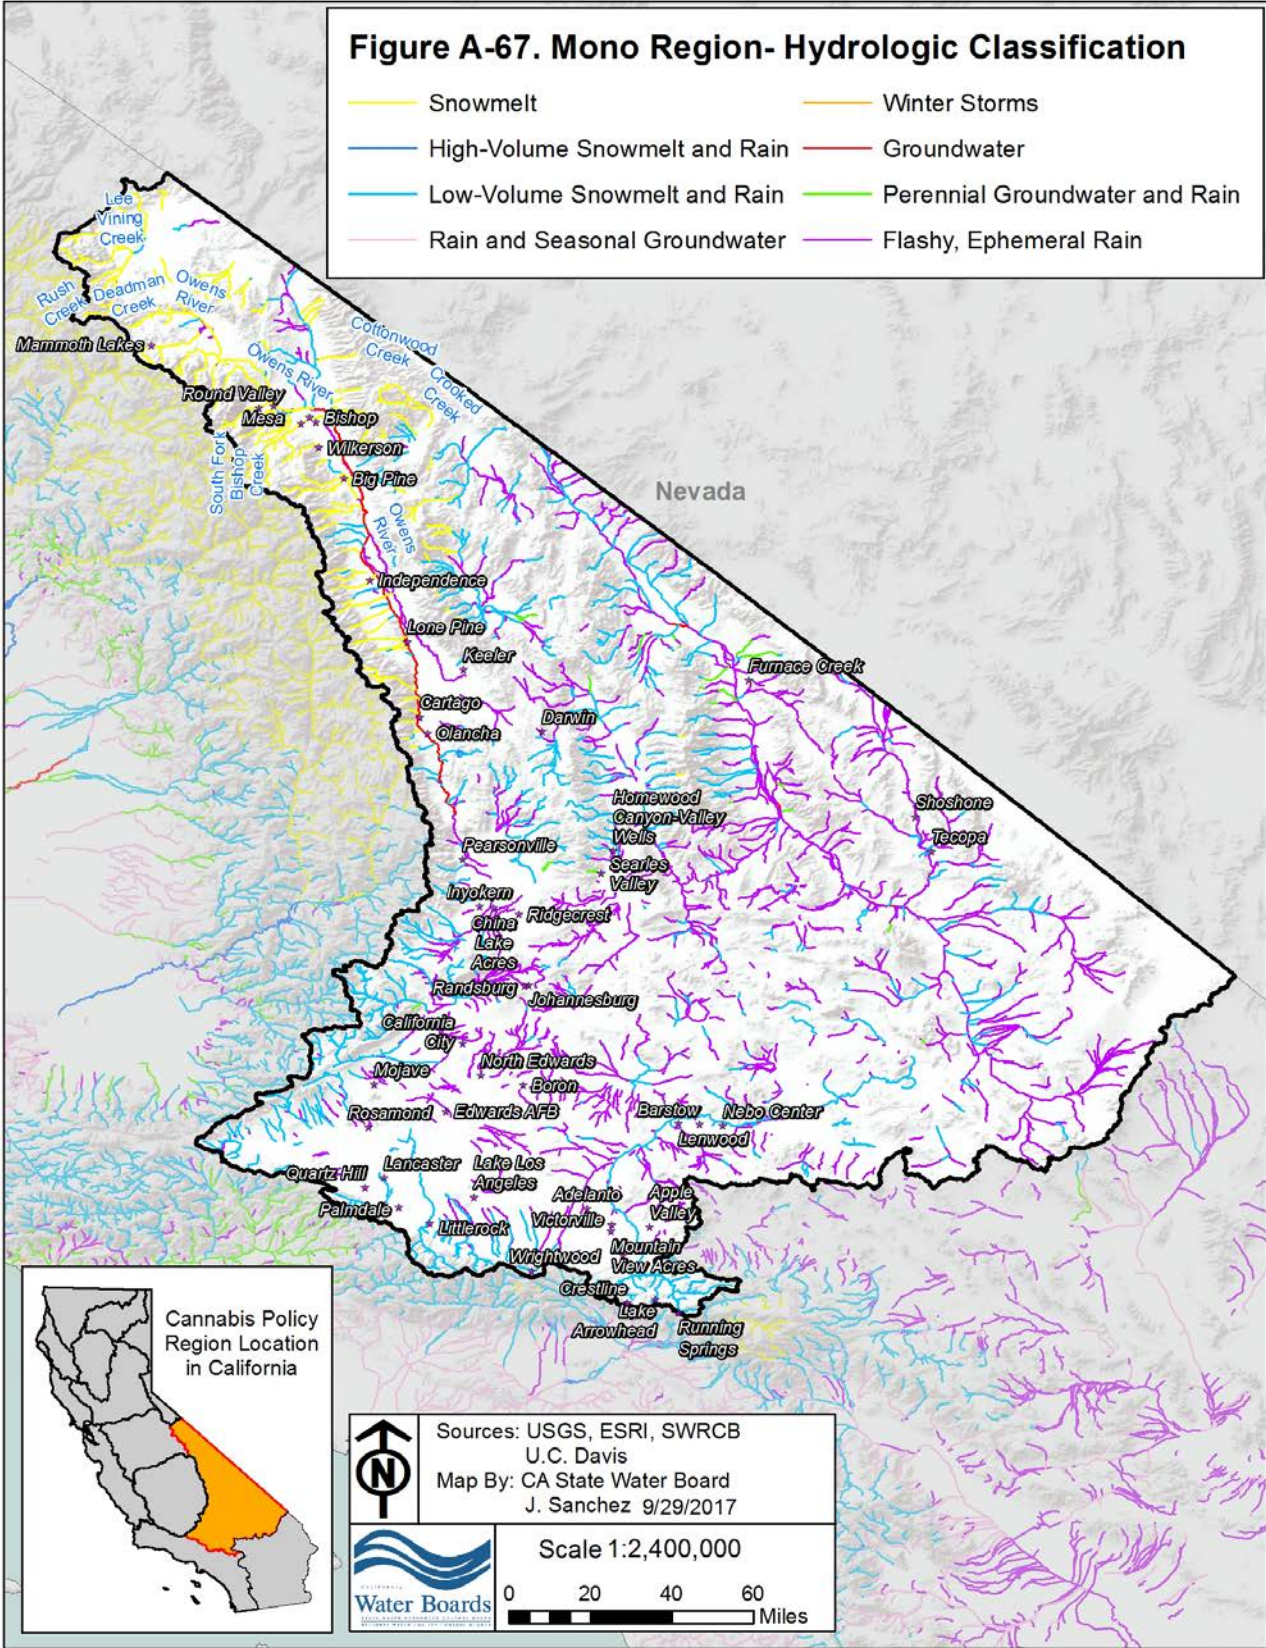 Figure A-67. Mono Region- Hydrologic Classification
Snowmelt
Winter Storms
High-Volume Snowmelt and Rain
Groundwater
Low-Volume Snowmelt and Rain
Perennial Groundwater and Rain
Rain and Seasonal Groundwater
Flashy, Ephemeral Rain
Lee
Vining
Creek
Rush
Creek
Deadman
Creek
Owens
River
Mammoth Lakes
Cottonwood
Creek
Owens River
Crooked
Creek
Round Valley
Mesa
Bishop
South Fork
Bishop
Creek
Wilkerson
Big Pine
Nevada
Owens
River
Independence
Lone Pine
Keeler
Furnace Creek
Cartago
Darwin
Olancha
Homewood
Canyon-Valley
Wells
Shoshone
Tecopa
Pearsonville
Searles
Valley
Inyokern
Ridgecrest
China
Lake
Acres
Randsburg
Johannesburg
California
City
North Edwards
Mojave
Boron
Rosamond
Edwards AFB
Barstow
Nebo Center
Lenwood
Quartz Hill
Lancaster
Lake Los
Angeles
Adelanto
Apple
Valley
Palmdale
Littlerock
Victorville
Wrightwood
Mountain
View Acres
Crestline
Lake
Arrowhead
Running
Springs
Cannabis Policy
Region Location
in California
N
Sources: USGS, ESRI, SWRCB
U.C. Davis
Map By: CA State Water Board
J. Sanchez 9/29/2017
Scale 1:2,400,000
0 20 40 60
Miles
CALIFORNIA
Water Boards